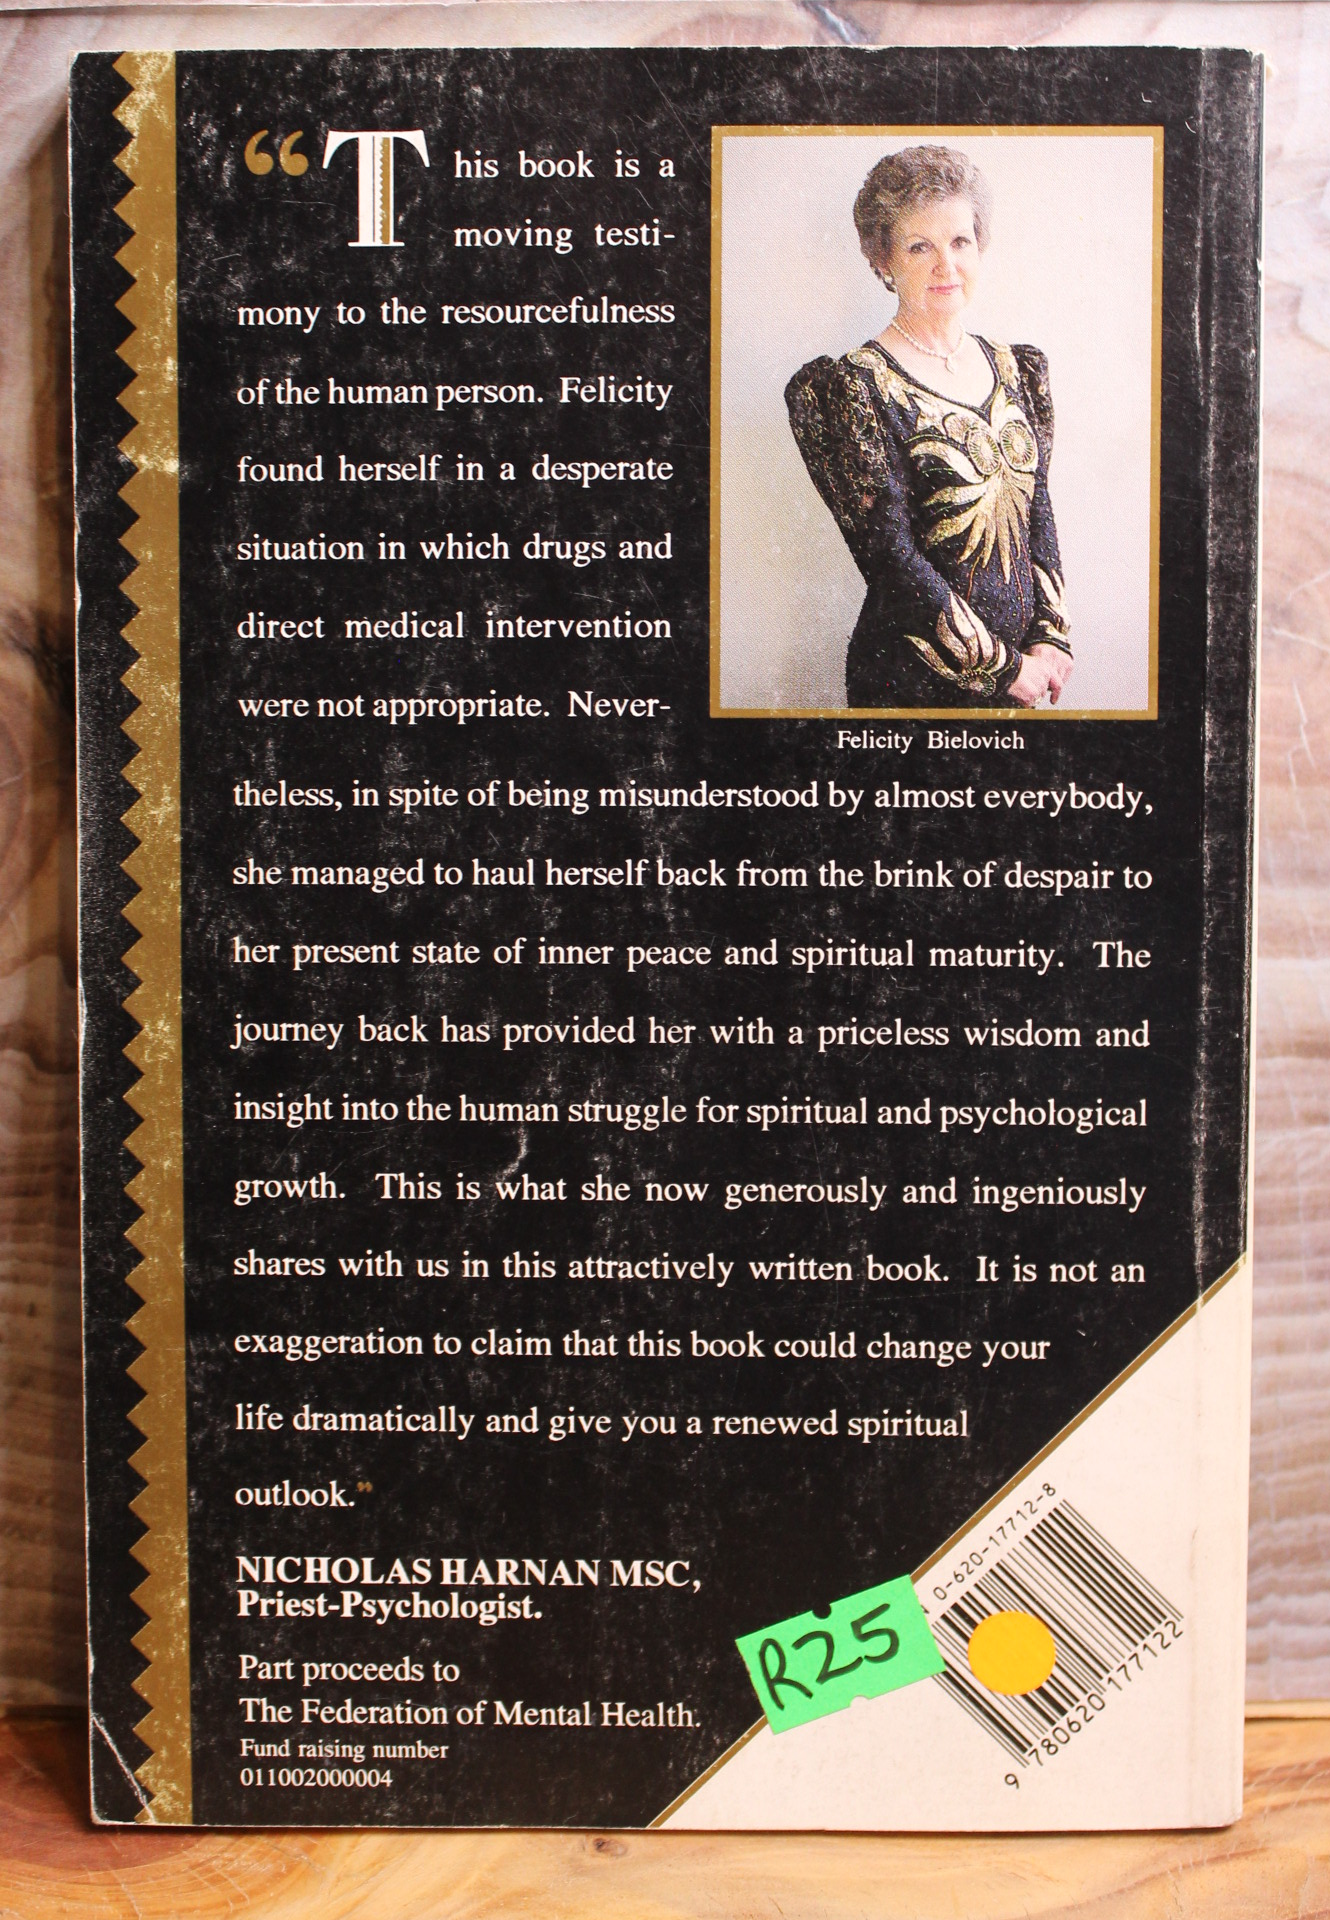 “This book is a
moving testi-
mony to the resourcefulness
of the human person. Felicity
found herself in a desperate
situation in which drugs and
direct medical intervention
were not appropriate. Never-
Felicity Bielovich
theless, in spite of being misunderstood by almost everybody,
she managed to haul herself back from the brink of despair to
her present state of inner peace and spiritual maturity. The
journey back has provided her with a priceless wisdom and
insight into the human struggle for spiritual and psychological
growth. This is what she now generously and ingeniously
shares with us in this attractively written book. It is not an
exaggeration to claim that this book could change your
life dramatically and give you a renewed spiritual
outlook.”
NICHOLAS HARNAN MSC,
Priest-Psychologist.
Part proceeds to
The Federation of Mental Health.
Fund raising number
011002000004
R25
0-620-17712-8
9 780620 177122